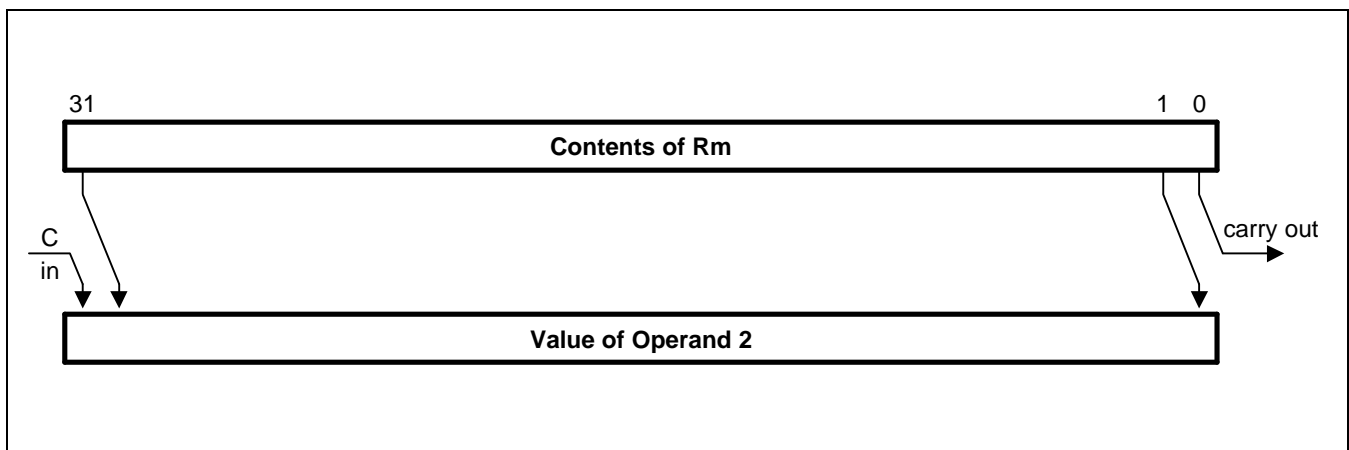 31
1 0
Contents of Rm
C
in
carry out
Value of Operand 2